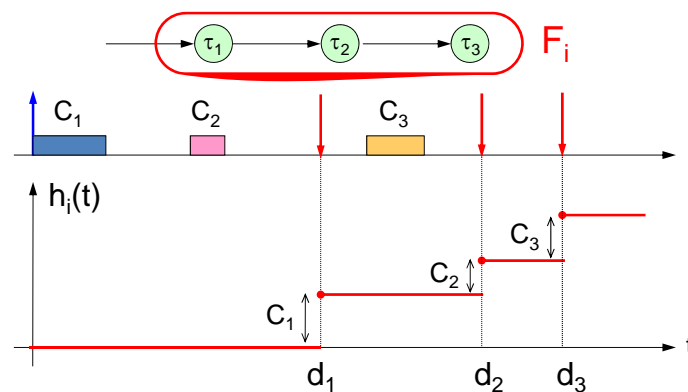 τ₁ τ₂ τ₃ Fᵢ
C₁ C₂ C₃
hᵢ(t)
C₃
C₂
C₁
t
d₁ d₂ d₃